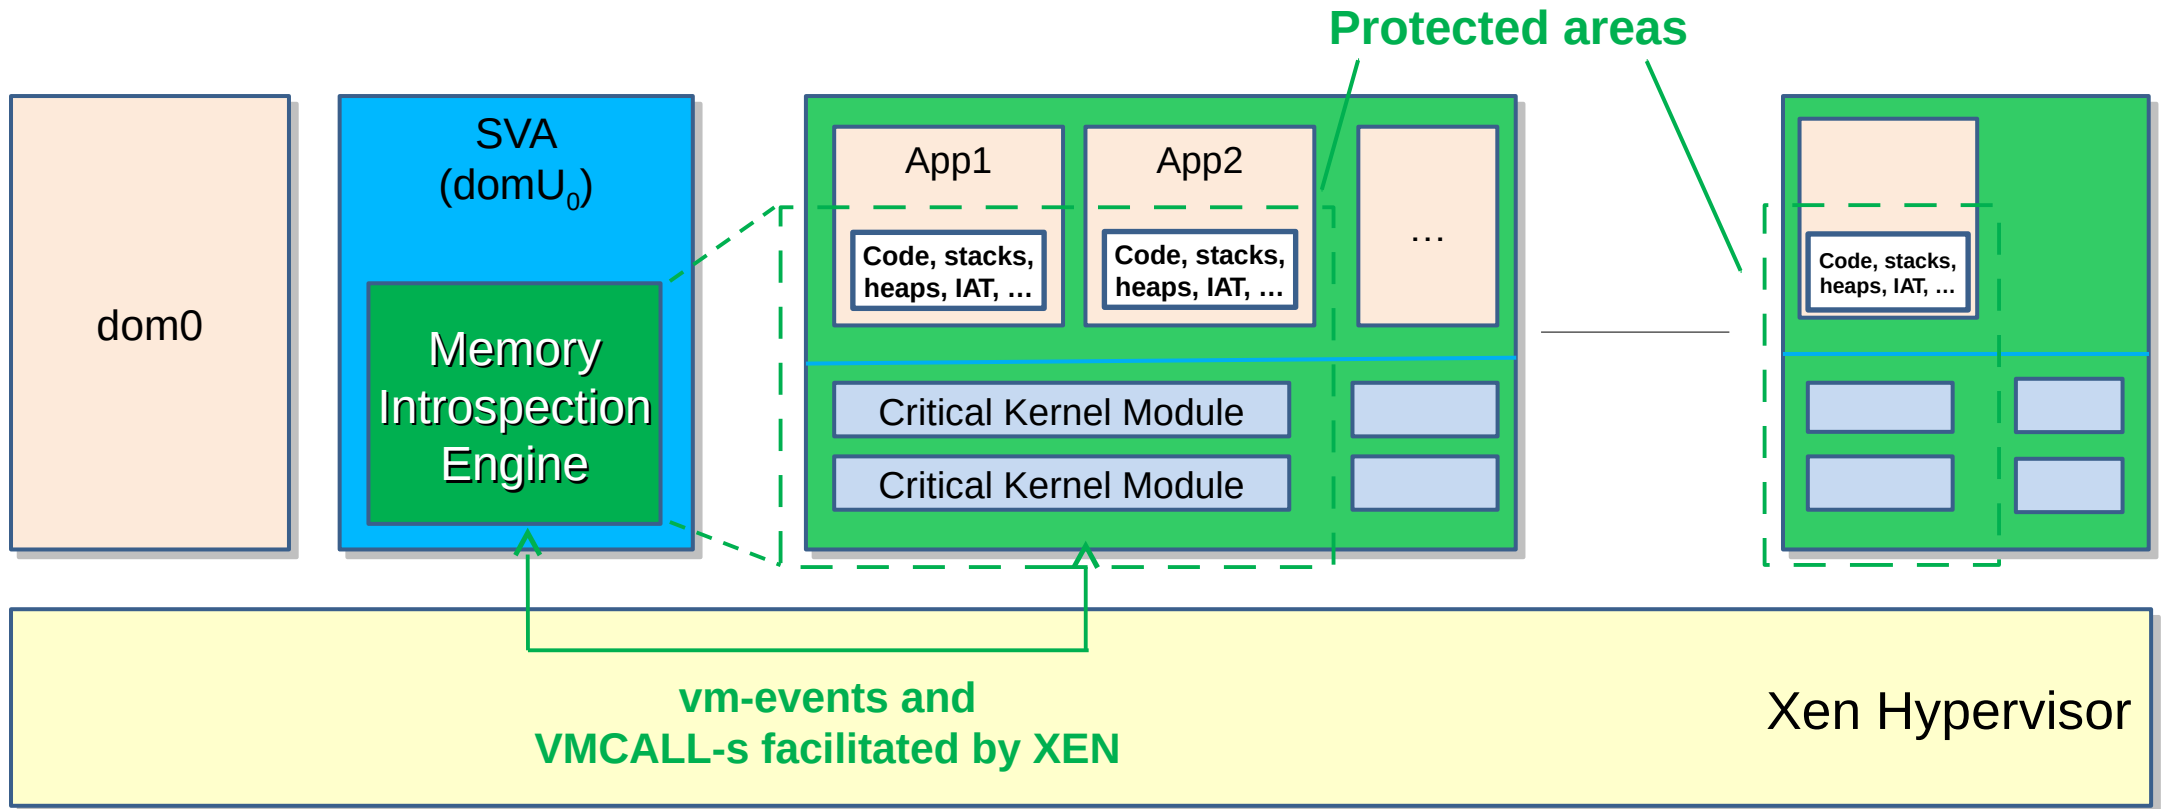 Protected areas
dom0
SVA
(domU₀)
Memory
Introspection
Engine
App1
Code, stacks,
heaps, IAT, …
App2
Code, stacks,
heaps, IAT, …
…
Critical Kernel Module
Critical Kernel Module
Code, stacks,
heaps, IAT, …
vm-events and
VMCALL-s facilitated by XEN
Xen Hypervisor